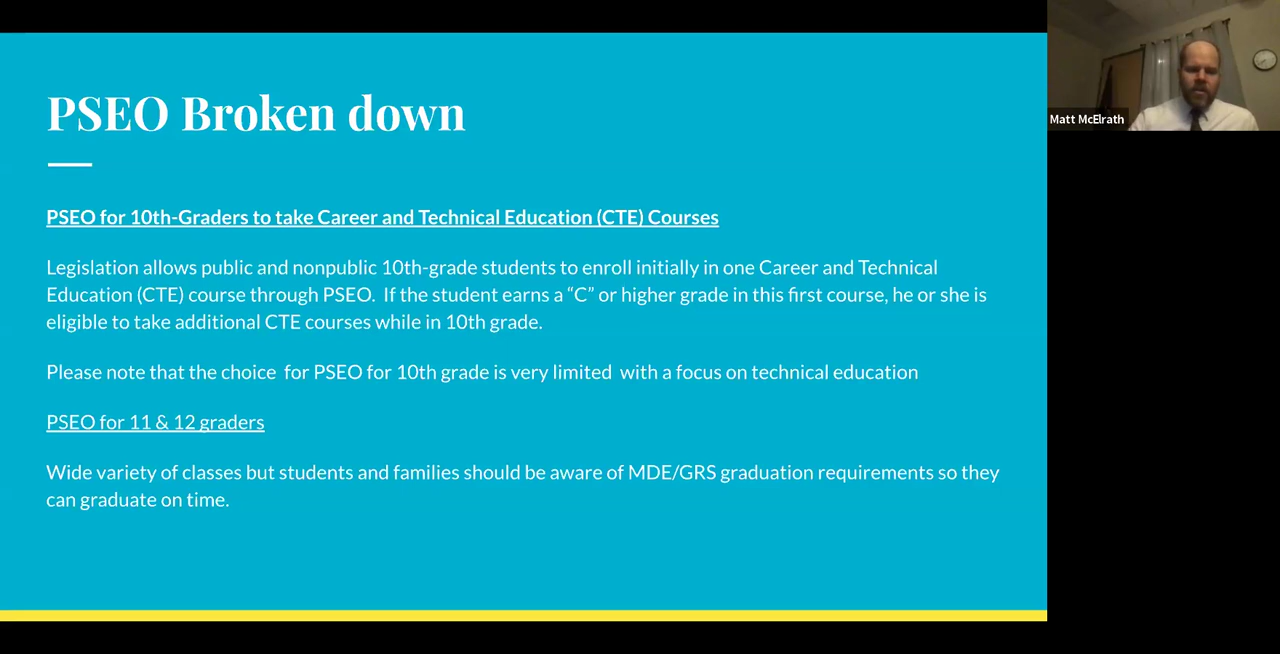 PSEO Broken down
PSEO for 10th-Graders to take Career and Technical Education (CTE) Courses
Legislation allows public and nonpublic 10th-grade students to enroll initially in one Career and Technical
Education (CTE) course through PSEO.  If the student earns a “C” or higher grade in this first course, he or she is
eligible to take additional CTE courses while in 10th grade.
Please note that the choice  for PSEO for 10th grade is very limited  with a focus on technical education
PSEO for 11 & 12 graders
Wide variety of classes but students and families should be aware of MDE/GRS graduation requirements so they
can graduate on time.
Matt McElrath